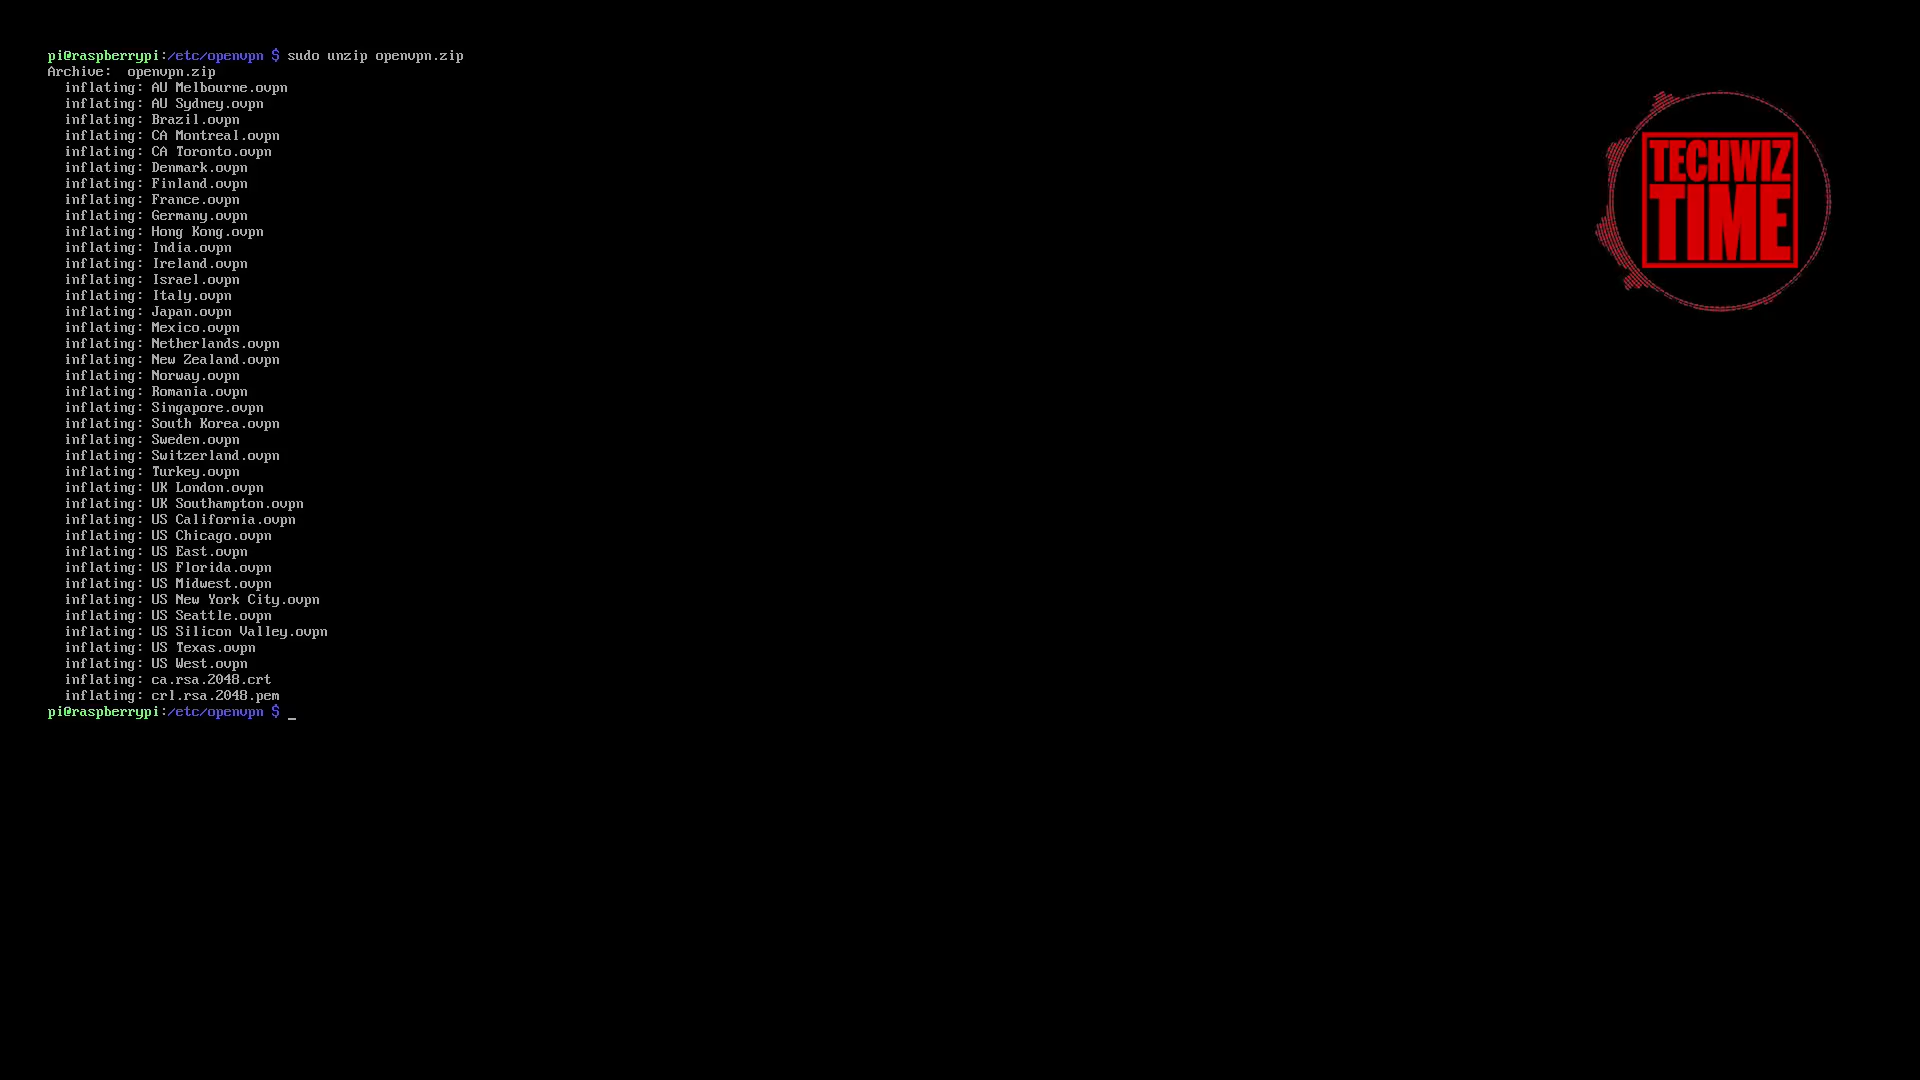 pi@raspberrypi:/etc/openvpn $ sudo unzip openvpn.zip
Archive:  openvpn.zip
  inflating: AU Melbourne.ovpn
  inflating: AU Sydney.ovpn
  inflating: Brazil.ovpn
  inflating: CA Montreal.ovpn
  inflating: CA Toronto.ovpn
  inflating: Denmark.ovpn
  inflating: Finland.ovpn
  inflating: France.ovpn
  inflating: Germany.ovpn
  inflating: Hong Kong.ovpn
  inflating: India.ovpn
  inflating: Ireland.ovpn
  inflating: Israel.ovpn
  inflating: Italy.ovpn
  inflating: Japan.ovpn
  inflating: Mexico.ovpn
  inflating: Netherlands.ovpn
  inflating: New Zealand.ovpn
  inflating: Norway.ovpn
  inflating: Romania.ovpn
  inflating: Singapore.ovpn
  inflating: South Korea.ovpn
  inflating: Sweden.ovpn
  inflating: Switzerland.ovpn
  inflating: Turkey.ovpn
  inflating: UK London.ovpn
  inflating: UK Southampton.ovpn
  inflating: US California.ovpn
  inflating: US Chicago.ovpn
  inflating: US East.ovpn
  inflating: US Florida.ovpn
  inflating: US Midwest.ovpn
  inflating: US New York City.ovpn
  inflating: US Seattle.ovpn
  inflating: US Silicon Valley.ovpn
  inflating: US Texas.ovpn
  inflating: US West.ovpn
  inflating: ca.rsa.2048.crt
  inflating: crl.rsa.2048.pem
pi@raspberrypi:/etc/openvpn $ _
TECHWIZ
TIME